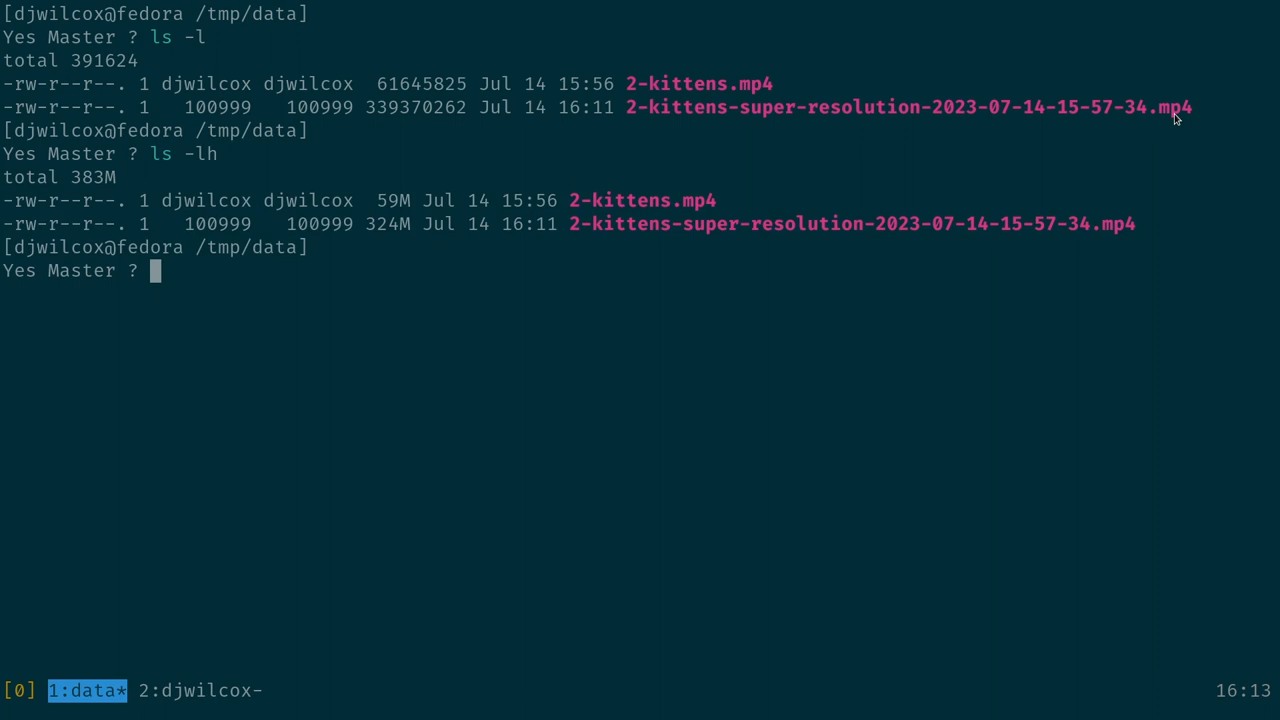 [djwilcox@fedora /tmp/data]
Yes Master ? ls -l
total 391624
-rw-r--r--. 1 djwilcox djwilcox  61645825 Jul 14 15:56 2-kittens.mp4
-rw-r--r--. 1   100999   100999 339370262 Jul 14 16:11 2-kittens-super-resolution-2023-07-14-15-57-34.mp4
[djwilcox@fedora /tmp/data]
Yes Master ? ls -lh
total 383M
-rw-r--r--. 1 djwilcox djwilcox  59M Jul 14 15:56 2-kittens.mp4
-rw-r--r--. 1   100999   100999 324M Jul 14 16:11 2-kittens-super-resolution-2023-07-14-15-57-34.mp4
[djwilcox@fedora /tmp/data]
Yes Master ?
[0] 1:data* 2:djwilcox- 16:13